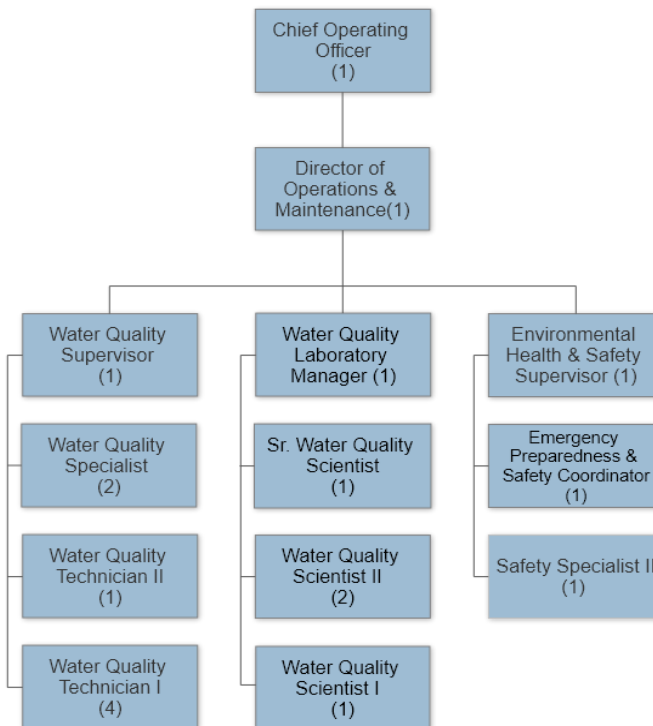 Chief Operating
Officer
(1)
Director of
Operations &
Maintenance(1)
Water Quality
Supervisor
(1)
Water Quality
Laboratory
Manager (1)
Environmental
Health & Safety
Supervisor (1)
Water Quality
Specialist
(2)
Sr. Water Quality
Scientist
(1)
Emergency
Preparedness &
Safety Coordinator
(1)
Water Quality
Technician II
(1)
Water Quality
Scientist II
(2)
Safety Specialist II
(1)
Water Quality
Technician I
(4)
Water Quality
Scientist I
(1)